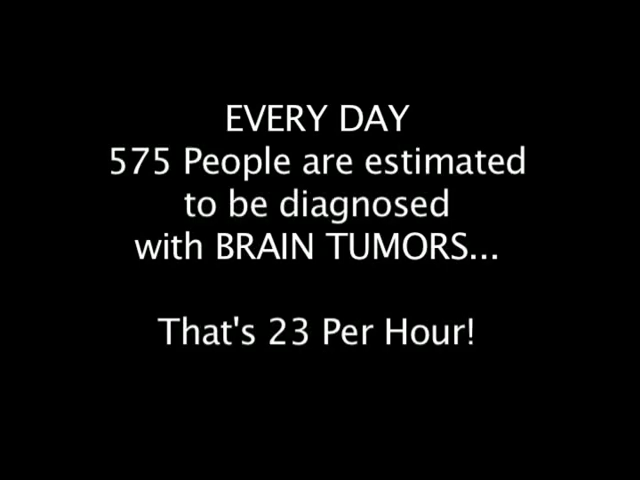 EVERY DAY
575 People are estimated
to be diagnosed
with BRAIN TUMORS...
That's 23 Per Hour!